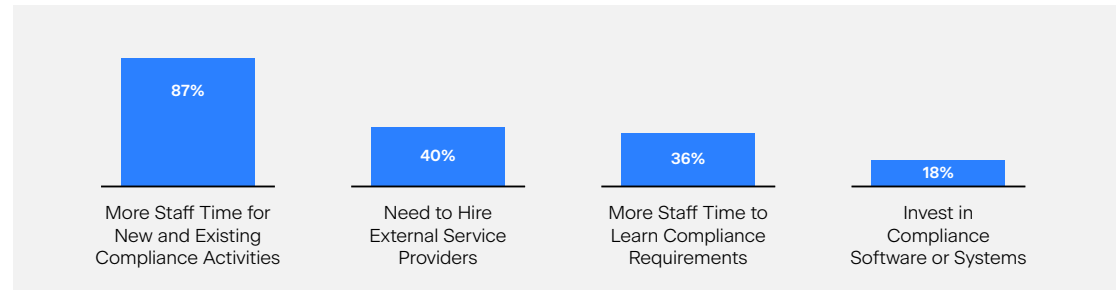 87%
More Staff Time for
New and Existing
Compliance Activities
40%
Need to Hire
External Service
Providers
36%
More Staff Time to
Learn Compliance
Requirements
18%
Invest in
Compliance
Software or Systems